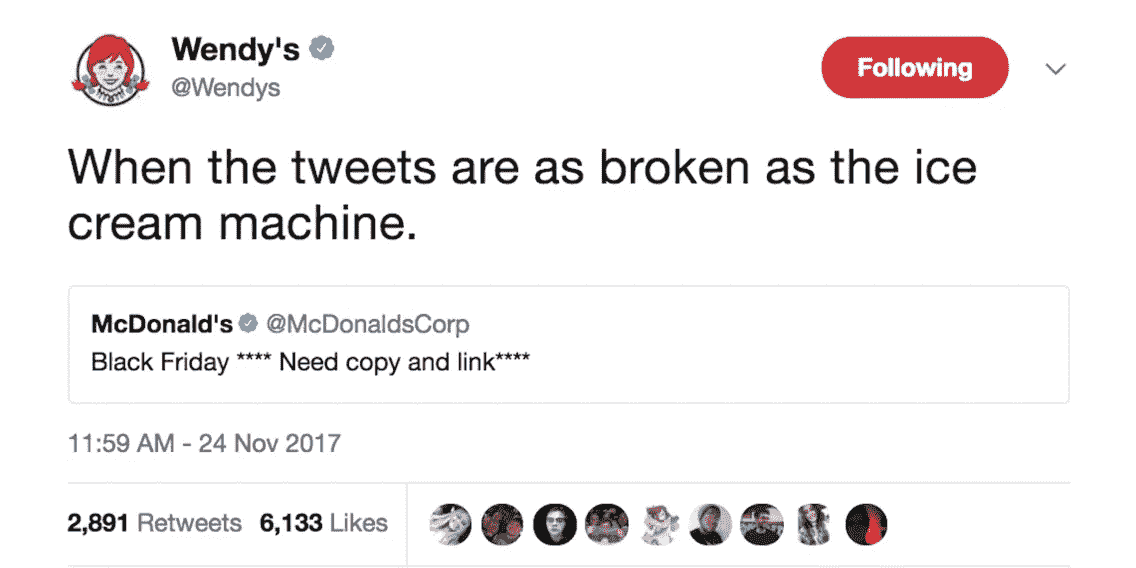 Wendy's
@Wendys
Following
When the tweets are as broken as the ice
cream machine.
McDonald's @McDonaldsCorp
Black Friday **** Need copy and link****
11:59 AM - 24 Nov 2017
2,891 Retweets 6,133 Likes